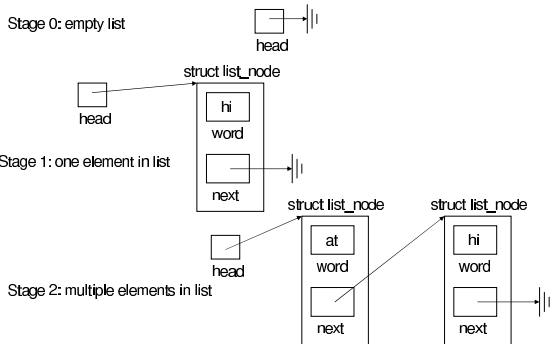 Stage 0: empty list
head
struct list_node
hi
word
head
Stage 1: one element in list
next
struct list_node
struct list_node
at
hi
word
word
head
Stage 2: multiple elements in list
next
next